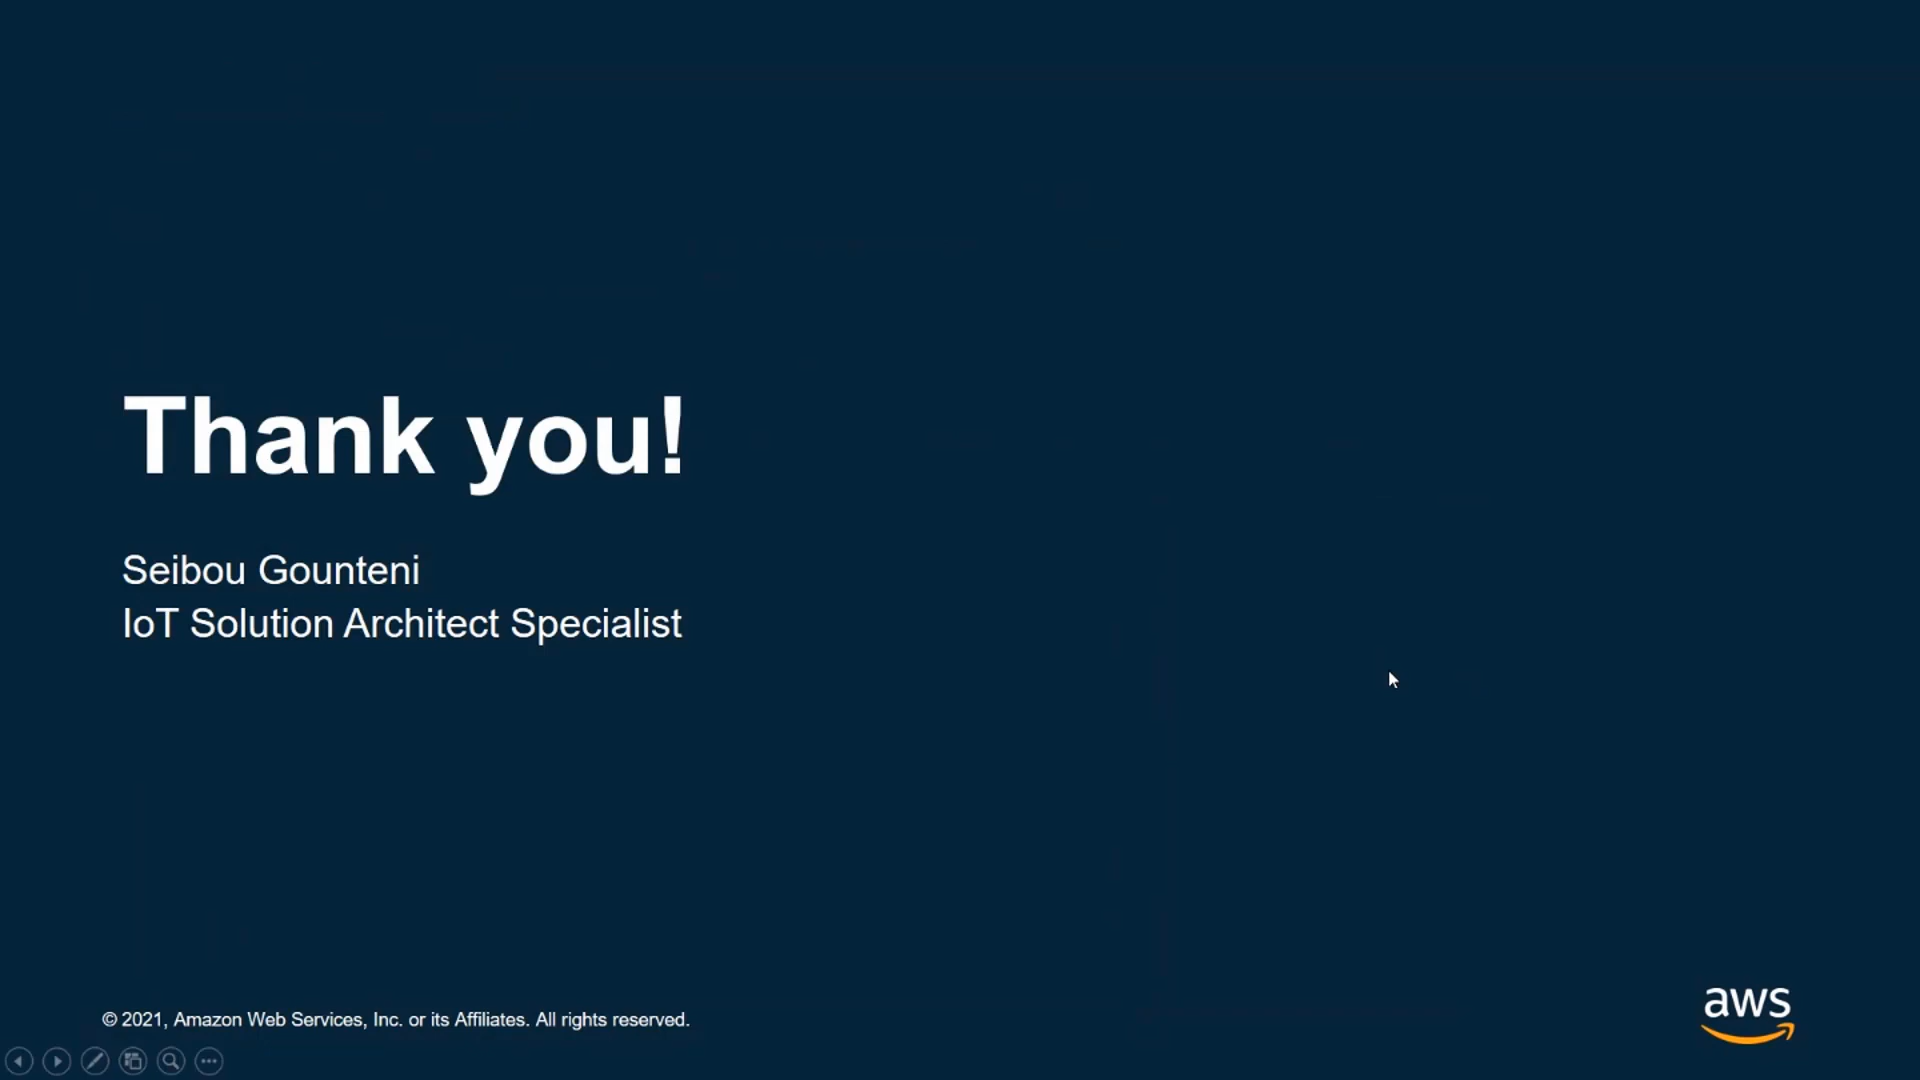 Thank you!
Seibou Gounteni
IoT Solution Architect Specialist
© 2021, Amazon Web Services, Inc. or its Affiliates. All rights reserved.
aws